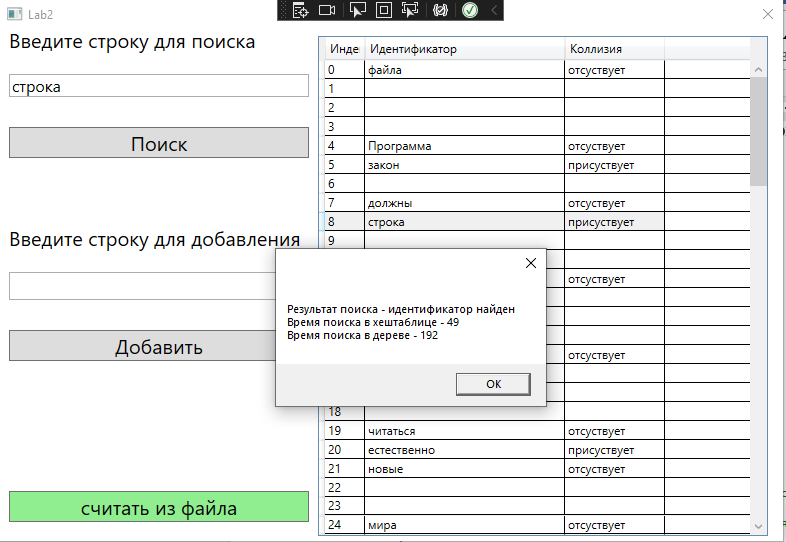 Lab2
Введите строку для поиска
строка
Поиск
Введите строку для добавления
Добавить
считать из файла
Инде Идентификатор Коллизия
0 файла отсуствует
1
2
3
4 Программа отсуствует
5 закон присуствует
6
7 должны отсуствует
8 строка присуствует
9
отсуствует
отсуствует
18
19 читаться отсуствует
20 естественно присуствует
21 новые отсуствует
22
23
24 мира отсуствует
Результат поиска - идентификатор найден
Время поиска в хештаблице - 49
Время поиска в дереве - 192
OK